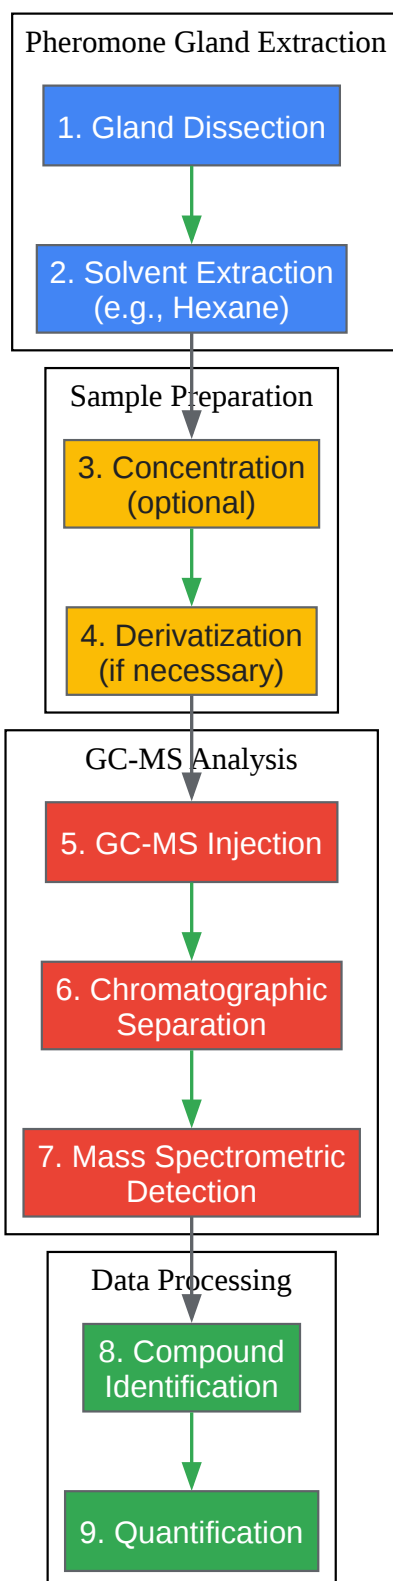 Pheromone Gland Extraction
1. Gland Dissection
2. Solvent Extraction
(e.g., Hexane)
Sample Preparation
3. Concentration
(optional)
4. Derivatization
(if necessary)
GC-MS Analysis
5. GC-MS Injection
6. Chromatographic
Separation
7. Mass Spectrometric
Detection
Data Processing
8. Compound
Identification
9. Quantification